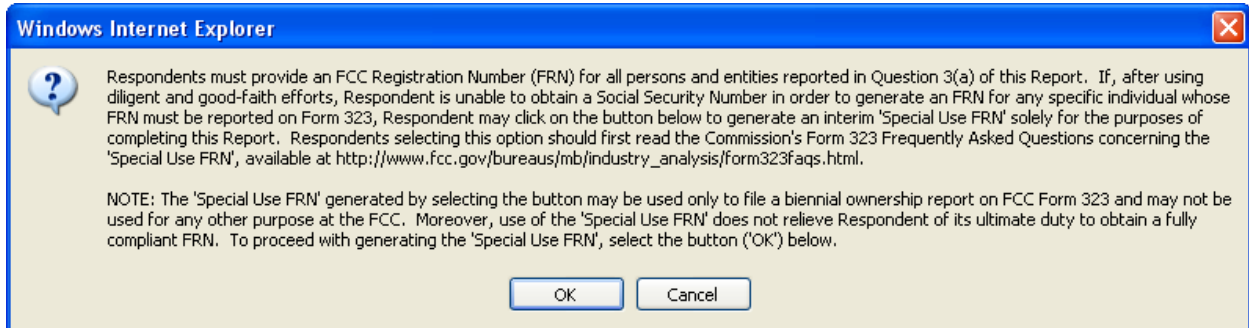 Windows Internet Explorer
Respondents must provide an FCC Registration Number (FRN) for all persons and entities reported in Question 3(a) of this Report.  If, after using
diligent and good-faith efforts, Respondent is unable to obtain a Social Security Number in order to generate an FRN for any specific individual whose
FRN must be reported on Form 323, Respondent may click on the button below to generate an interim 'Special Use FRN' solely for the purposes of
completing this Report.  Respondents selecting this option should first read the Commission's Form 323 Frequently Asked Questions concerning the
'Special Use FRN', available at http://www.fcc.gov/bureaus/mb/industry_analysis/form323faqs.html.
NOTE: The 'Special Use FRN' generated by selecting the button may be used only to file a biennial ownership report on FCC Form 323 and may not be
used for any other purpose at the FCC.  Moreover, use of the 'Special Use FRN' does not relieve Respondent of its ultimate duty to obtain a fully
compliant FRN.  To proceed with generating the 'Special Use FRN', select the button ('OK') below.
OK
Cancel